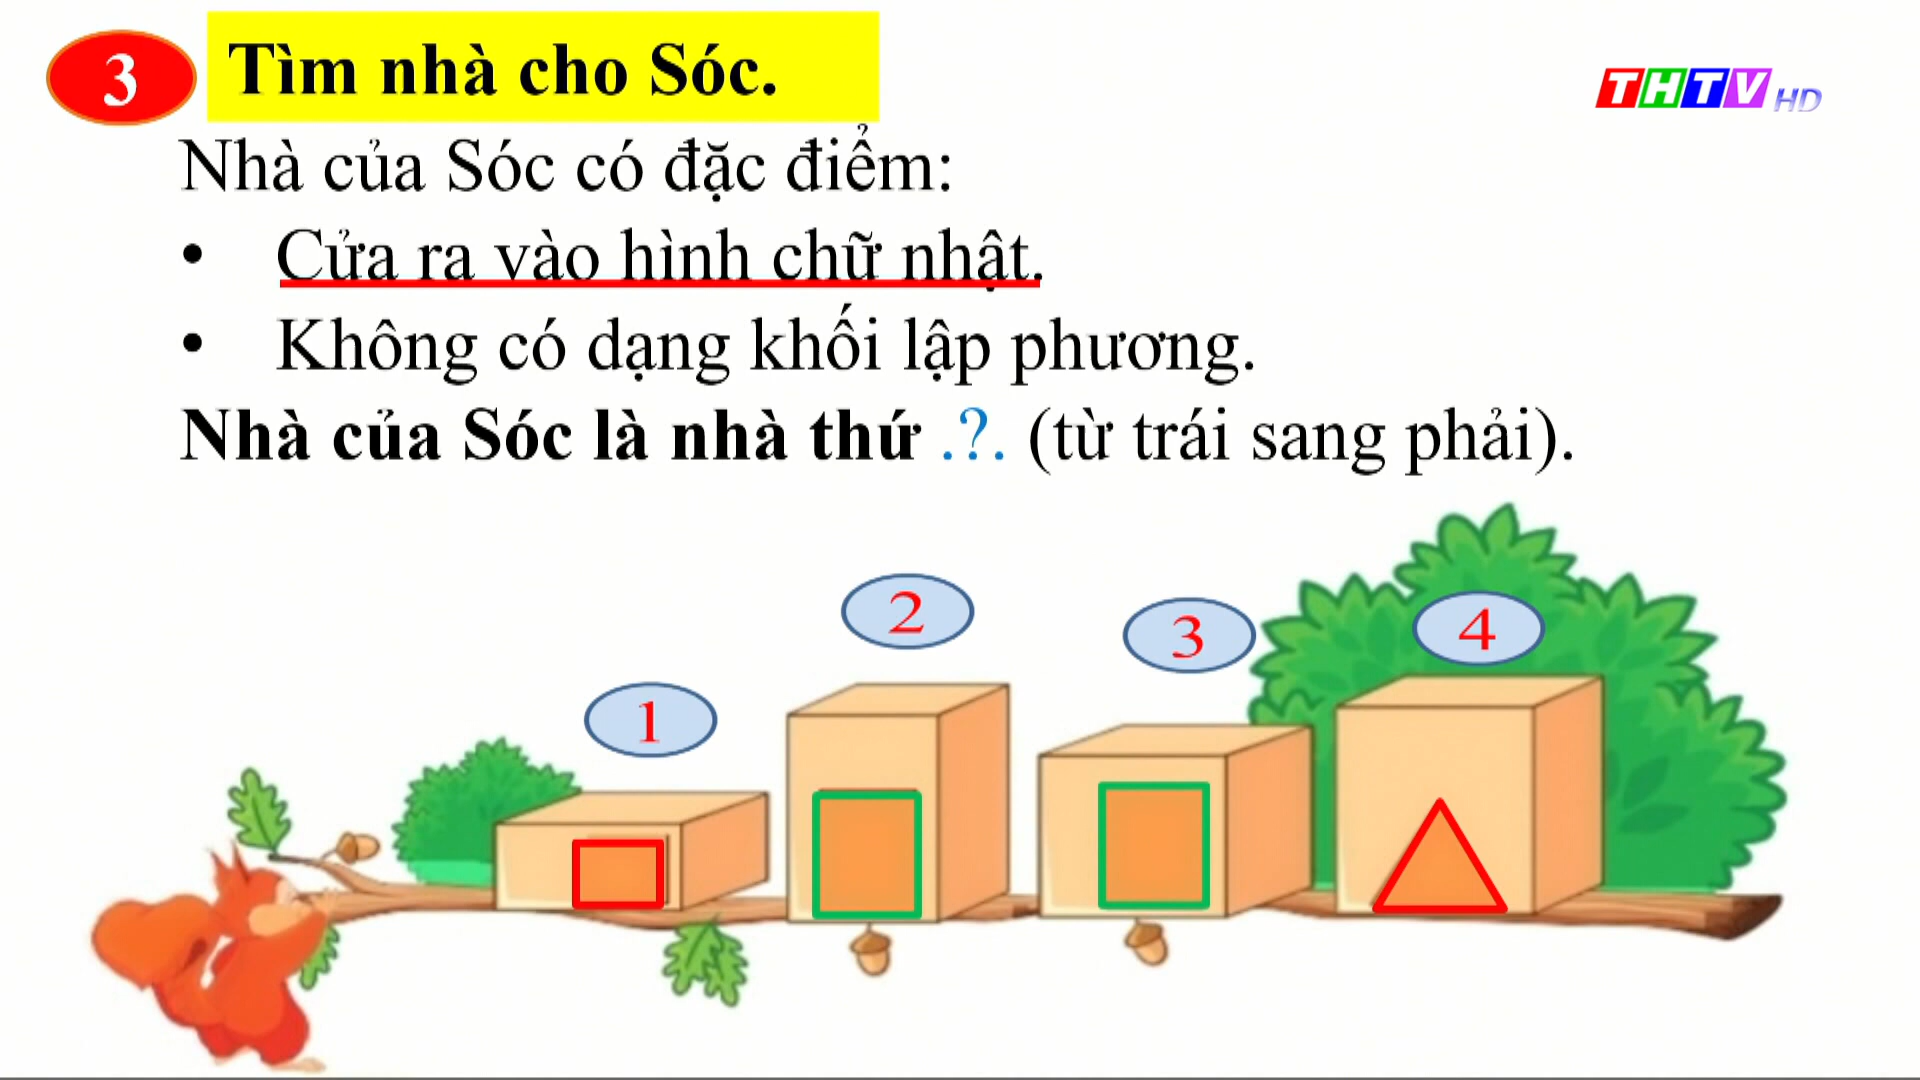 3 Tìm nhà cho Sóc.
THTV HD
Nhà của Sóc có đặc điểm:
• Cửa ra vào hình chữ nhật.
• Không có dạng khối lập phương.
Nhà của Sóc là nhà thứ .?. (từ trái sang phải).
1
2
3
4